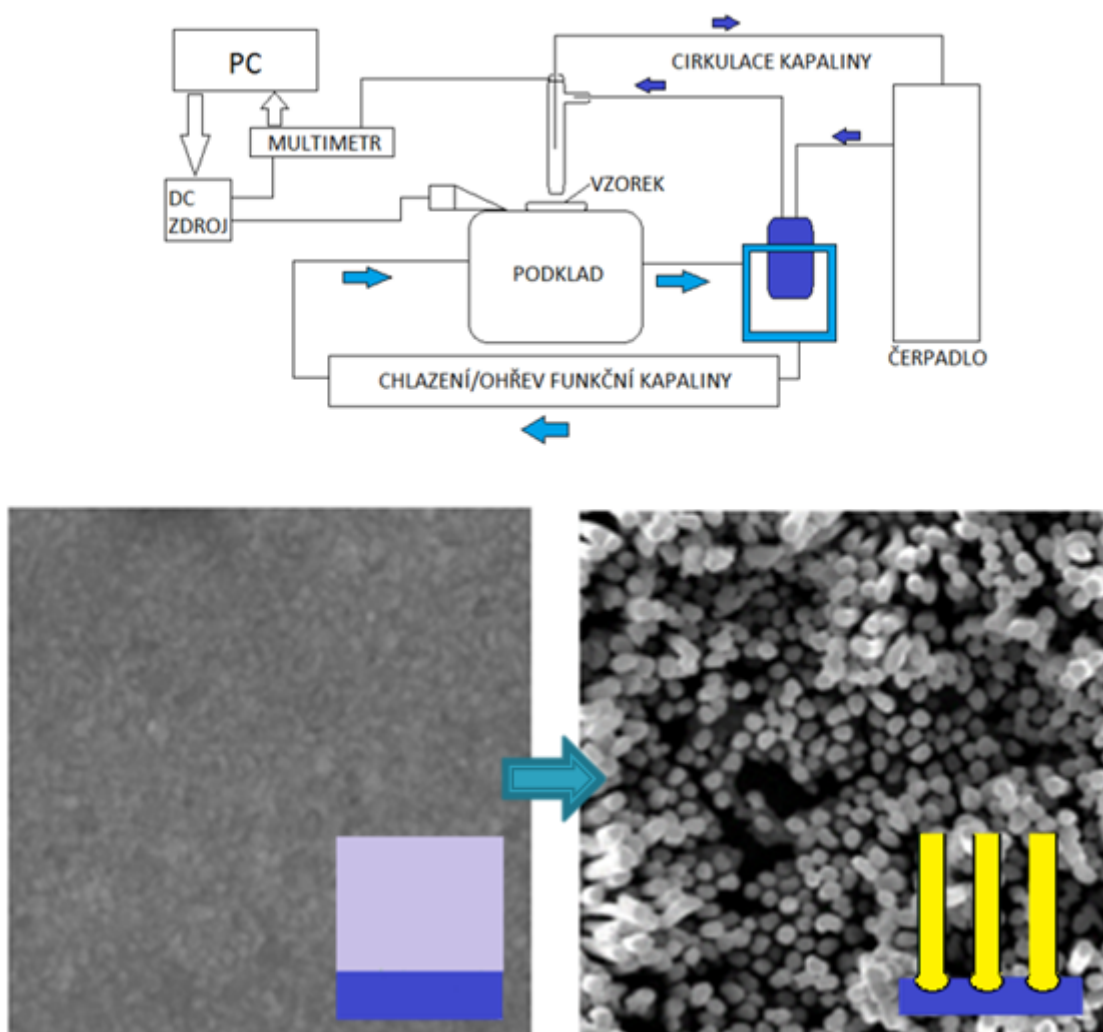 PC
CIRKULACE KAPALINY
MULTIMETR
VZOREK
DC
ZDROJ
PODKLAD
ČERPADLO
CHLAZENÍ/OHŘEV FUNKČNÍ KAPALINY